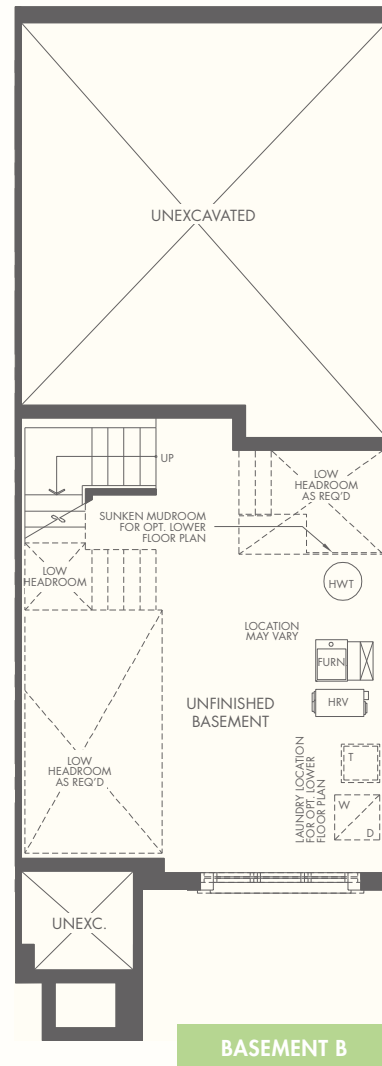 UNEXCAVATED
UP
LOW
HEADROOM
AS REQ'D
SUNKEN MUDROOM
FOR OPT. LOWER
FLOOR PLAN
LOW
HEADROOM
HWT
LOCATION
MAY VARY
FURN
HRV
UNFINISHED
BASEMENT
LOW
HEADROOM
AS REQ'D
LAUNDRY LOCATION
FOR OPT. LOWER
FLOOR PLAN
T
W
D
UNEXC.
BASEMENT B